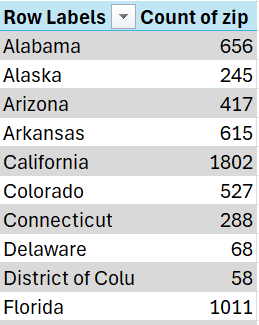 Row Labels Count of zip
Alabama 656
Alaska 245
Arizona 417
Arkansas 615
California 1802
Colorado 527
Connecticut 288
Delaware 68
District of Colu 58
Florida 1011